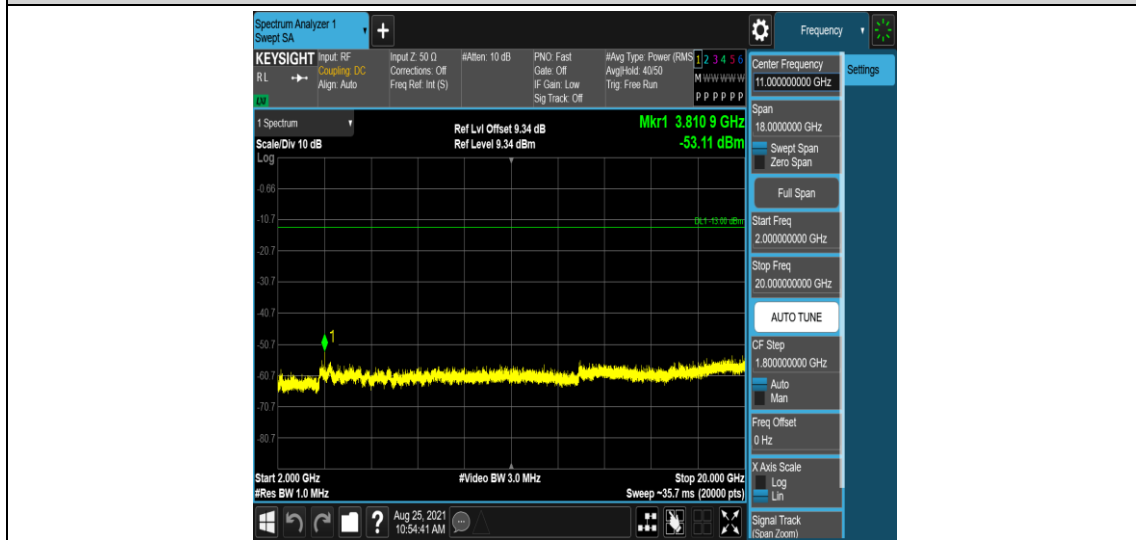 Spectrum Analyzer 1
Swept SA
+
Frequency
KEYSIGHT
RL
LXI
Input: RF
Coupling: DC
Align: Auto
Input Z: 50 Ω
Corrections: Off
Freq Ref: Int (S)
#Atten: 10 dB
PNO: Fast
Gate: Off
IF Gain: Low
Sig Track: Off
#Avg Type: Power (RMS
Avg|Hold: 40/50
Trig: Free Run
1 2 3 4 5 6
M W W W W W
P P P P P P
1 Spectrum
Scale/Div 10 dB
Log
Ref Lvl Offset 9.34 dB
Ref Level 9.34 dBm
Mkr1 3.810 9 GHz
-53.11 dBm
-0.66
-10.7
DL1 -13.00 dBm
-20.7
-30.7
-40.7
1
-50.7
-60.7
-70.7
-80.7
Start 2.000 GHz
#Res BW 1.0 MHz
#Video BW 3.0 MHz
Stop 20.000 GHz
Sweep ~35.7 ms (20000 pts)
Center Frequency
11.000000000 GHz
Settings
Span
18.0000000 GHz
Swept Span
Zero Span
Full Span
Start Freq
2.000000000 GHz
Stop Freq
20.000000000 GHz
AUTO TUNE
CF Step
1.800000000 GHz
Auto
Man
Freq Offset
0 Hz
X Axis Scale
Log
Lin
Signal Track
(Span Zoom)
?
Aug 25, 2021
10:54:41 AM